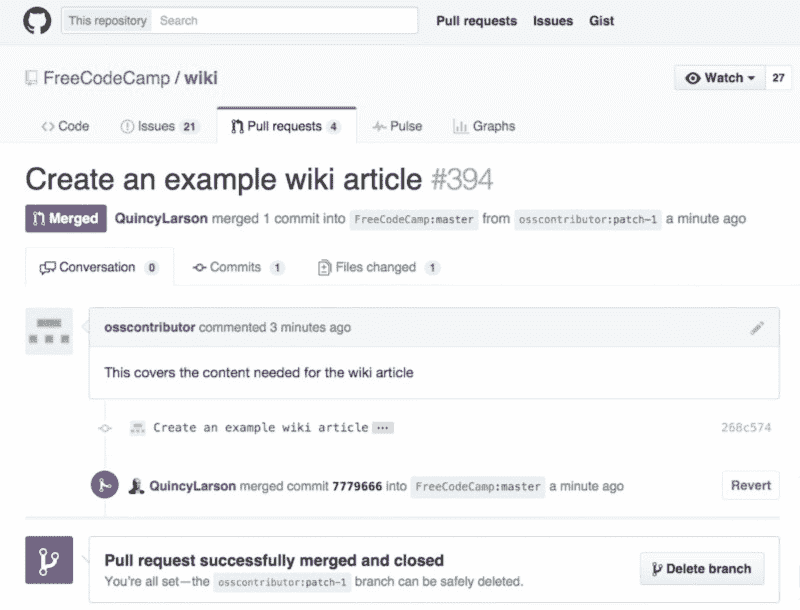 This repository Search Pull requests Issues Gist
FreeCodeCamp / wiki Watch 27
Code Issues 21 Pull requests 4 Pulse Graphs
Create an example wiki article #394
Merged QuincyLarson merged 1 commit into FreeCodeCamp:master from osscontributor:patch-1 a minute ago
Conversation 0 Commits 1 Files changed 1
osscontributor commented 3 minutes ago
This covers the content needed for the wiki article
Create an example wiki article ... 268c574
QuincyLarson merged commit 7779666 into FreeCodeCamp:master a minute ago Revert
Pull request successfully merged and closed
You're all set—the osscontributor:patch-1 branch can be safely deleted. Delete branch